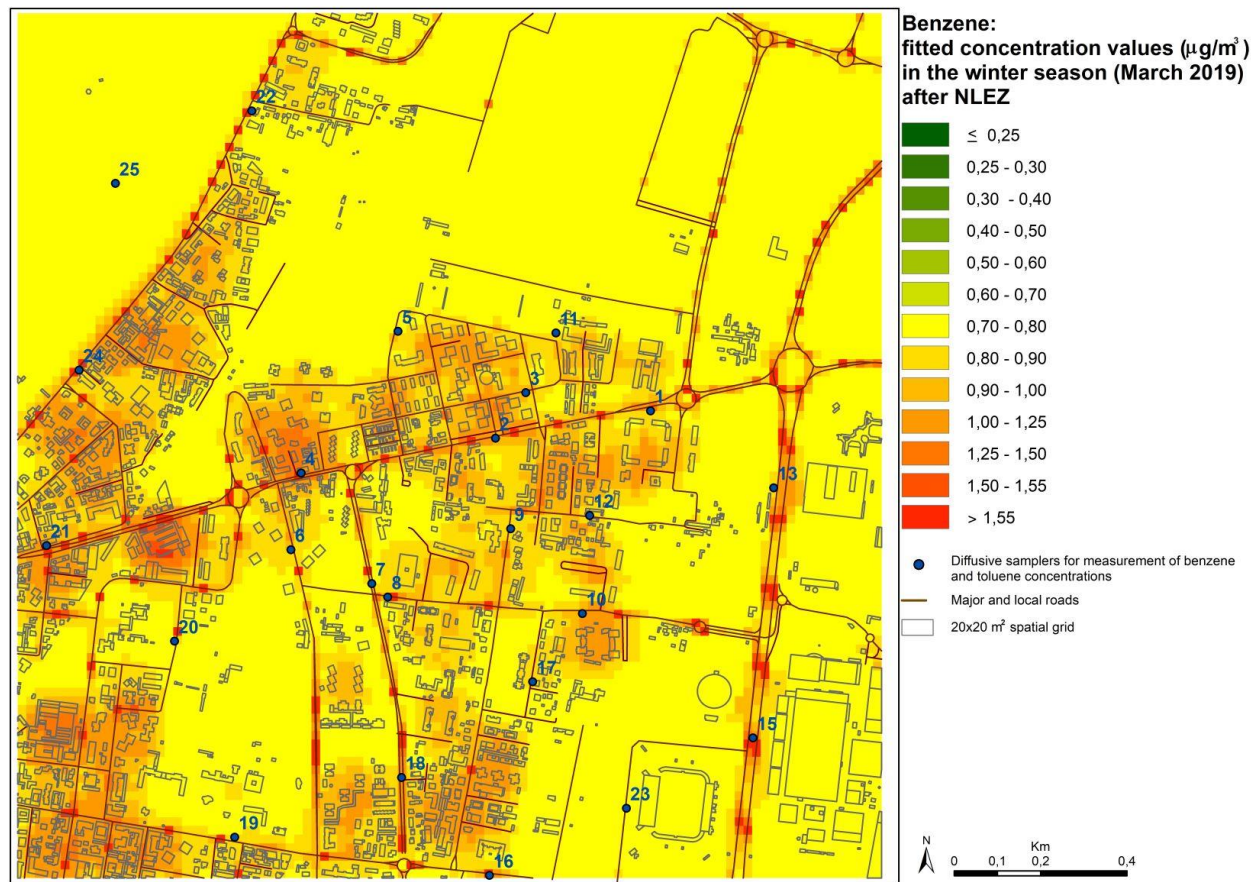 Benzene:
fitted concentration values (µg/m³)
in the winter season (March 2019)
after NLEZ
≤ 0,25
0,25 - 0,30
0,30 - 0,40
0,40 - 0,50
0,50 - 0,60
0,60 - 0,70
0,70 - 0,80
0,80 - 0,90
0,90 - 1,00
1,00 - 1,25
1,25 - 1,50
1,50 - 1,55
> 1,55
Diffusive samplers for measurement of benzene
and toluene concentrations
Major and local roads
20x20 m² spatial grid
N
Km
0 0,1 0,2 0,4
22
25
5
11
24
3
1
2
4
13
12
9
21
6
7
8
10
20
17
15
18
23
19
16